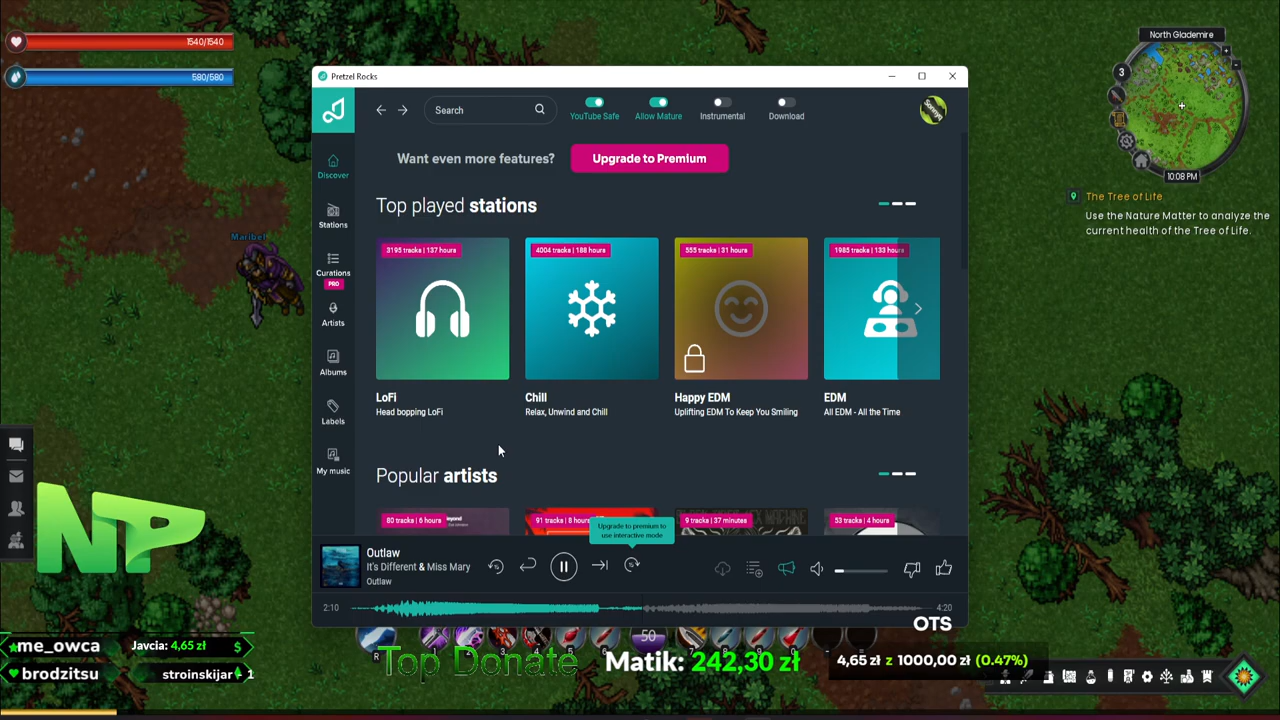 1540/1540
580/580
North Glademire
3
10:08 PM
The Tree of Life
Use the Nature Matter to analyze the
current health of the Tree of Life.
Maribel
Pretzel Rocks
Search
YouTube Safe
Allow Mature
Instrumental
Download
Sonnyq
Want even more features?
Upgrade to Premium
Discover
Stations
Curations
PRO
Artists
Albums
Labels
My music
Top played stations
3195 tracks | 137 hours
4004 tracks | 188 hours
555 tracks | 31 hours
1985 tracks | 133 hours
LoFi
Head bopping LoFi
Chill
Relax, Unwind and Chill
Happy EDM
Uplifting EDM To Keep You Smiling
EDM
All EDM - All the Time
Popular artists
80 tracks | 6 hours
91 tracks | 8 hours
9 tracks | 37 minutes
53 tracks | 4 hours
Upgrade to premium to
use interactive mode
Outlaw
It's Different & Miss Mary
Outlaw
2:10
4:20
OTS
NP
me_owca
Javcia: 4,65 zł
$
brodzitsu
stroinskijar
1
R
50
Top Donate
Matik: 242,30 zł
4,65 zł z 1000,00 zł (0.47%)